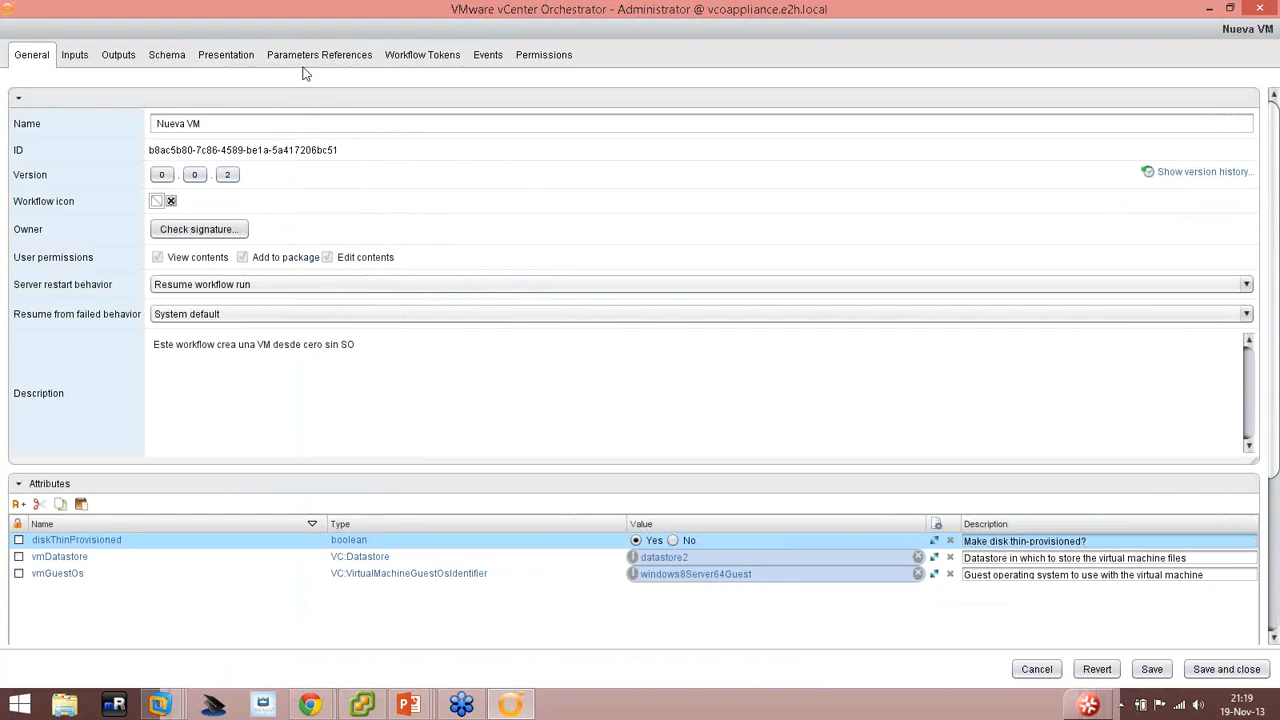 VMware vCenter Orchestrator - Administrator @ vcoappliance.e2h.local
Nueva VM
General Inputs Outputs Schema Presentation Parameters References Workflow Tokens Events Permissions
Name Nueva VM
ID b8ac5b80-7c86-4589-be1a-5a417206bc51
Version 0 . 0 . 2 Show version history...
Workflow icon
Owner Check signature...
User permissions View contents Add to package Edit contents
Server restart behavior Resume workflow run
Resume from failed behavior System default
Este workflow crea una VM desde cero sin SO
Description
Attributes
Name Type Value Description
diskThinProvisioned boolean Yes No Make disk thin-provisioned?
vmDatastore VC:Datastore datastore2 Datastore in which to store the virtual machine files
vmGuestOs VC:VirtualMachineGuestOsIdentifier windows8Server64Guest Guest operating system to use with the virtual machine
Cancel Revert Save Save and close
21:19
19-Nov-13